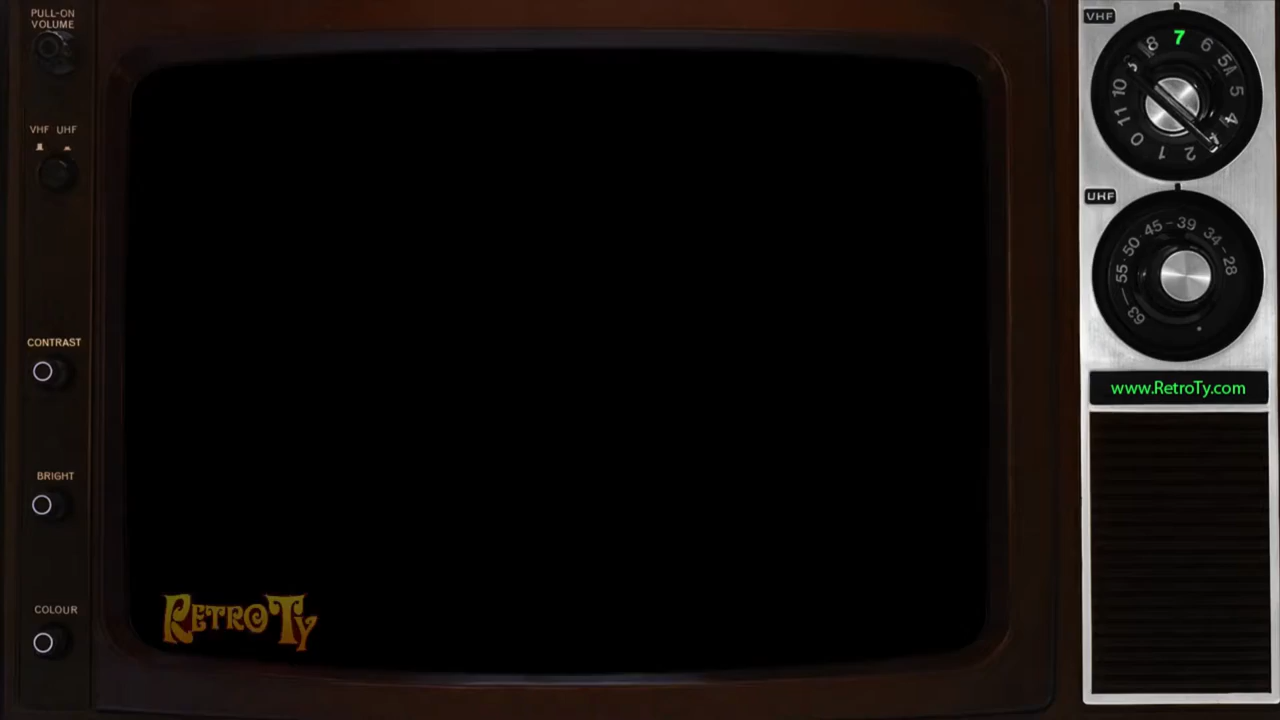 PULL-ON
VOLUME
VHF UHF
CONTRAST
BRIGHT
COLOUR
RetroTy
VHF
0 11 10 9 8 7 6 5A 5 4 2 1
UHF
63 — 55 · 50 45 - 39 34 - 28
www.RetroTy.com